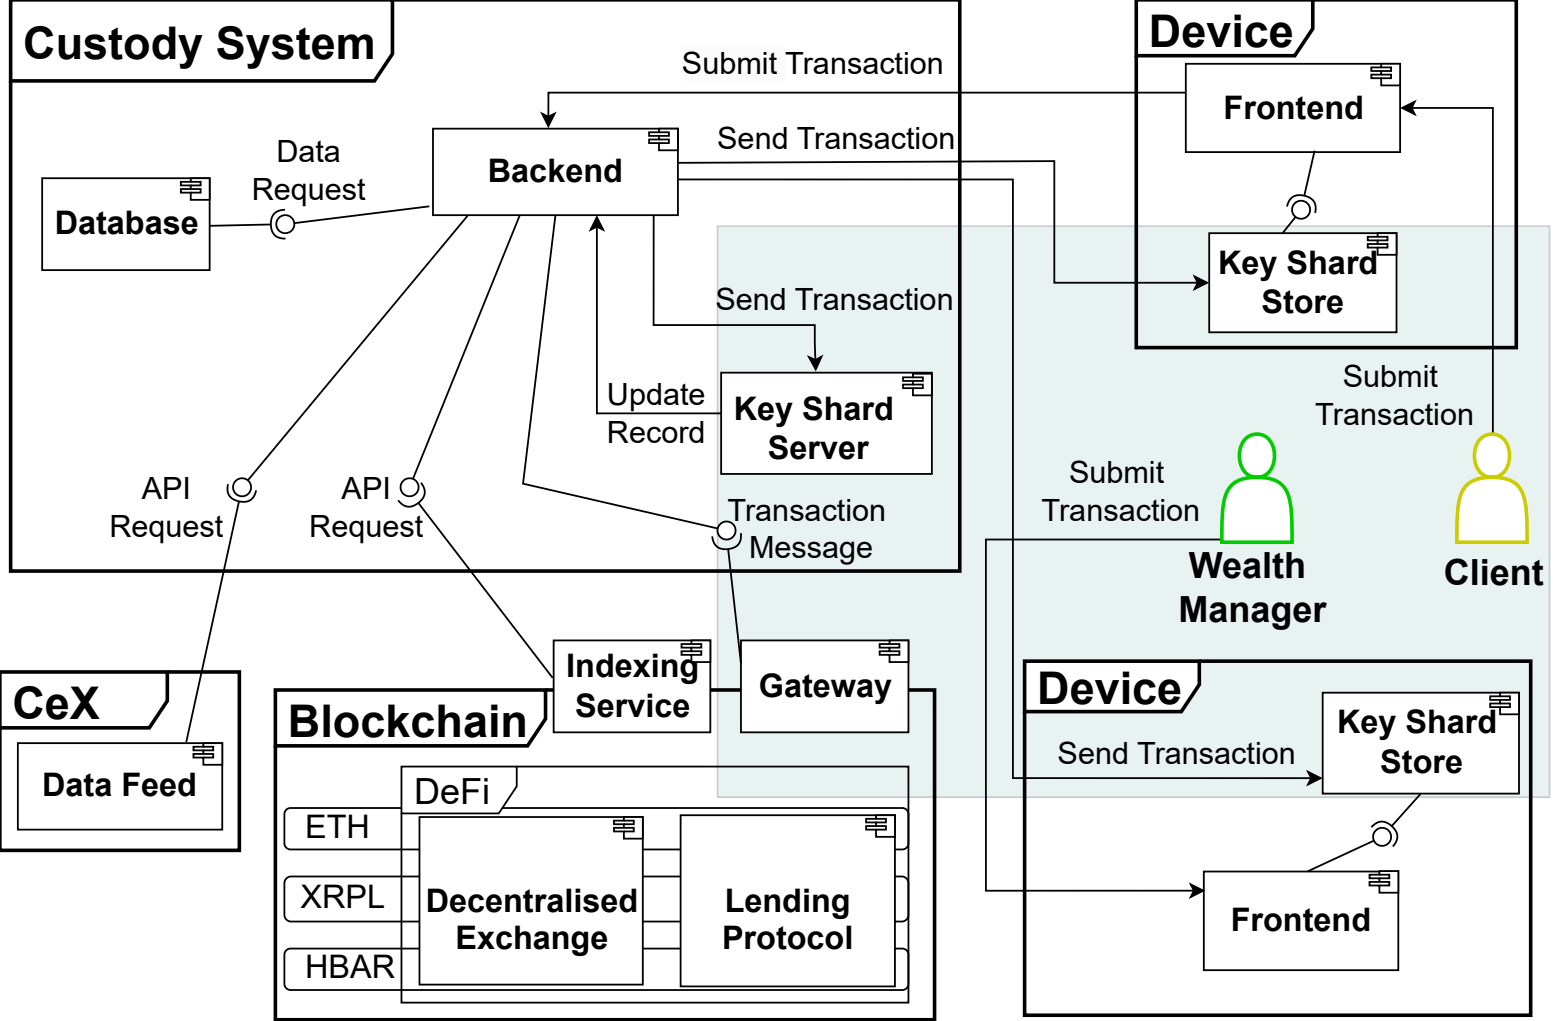 Custody System
Device
Submit Transaction
Frontend
Send Transaction
Data
Request
Backend
Database
Key Shard
Store
Send Transaction
Update
Record
Key Shard
Server
Submit
Transaction
Submit
Transaction
API
Request
API
Request
Transaction
Message
Wealth
Manager
Client
Indexing
Service
Gateway
CeX
Data Feed
Blockchain
Device
Key Shard
Store
Send Transaction
DeFi
ETH
XRPL
HBAR
Decentralised
Exchange
Lending
Protocol
Frontend